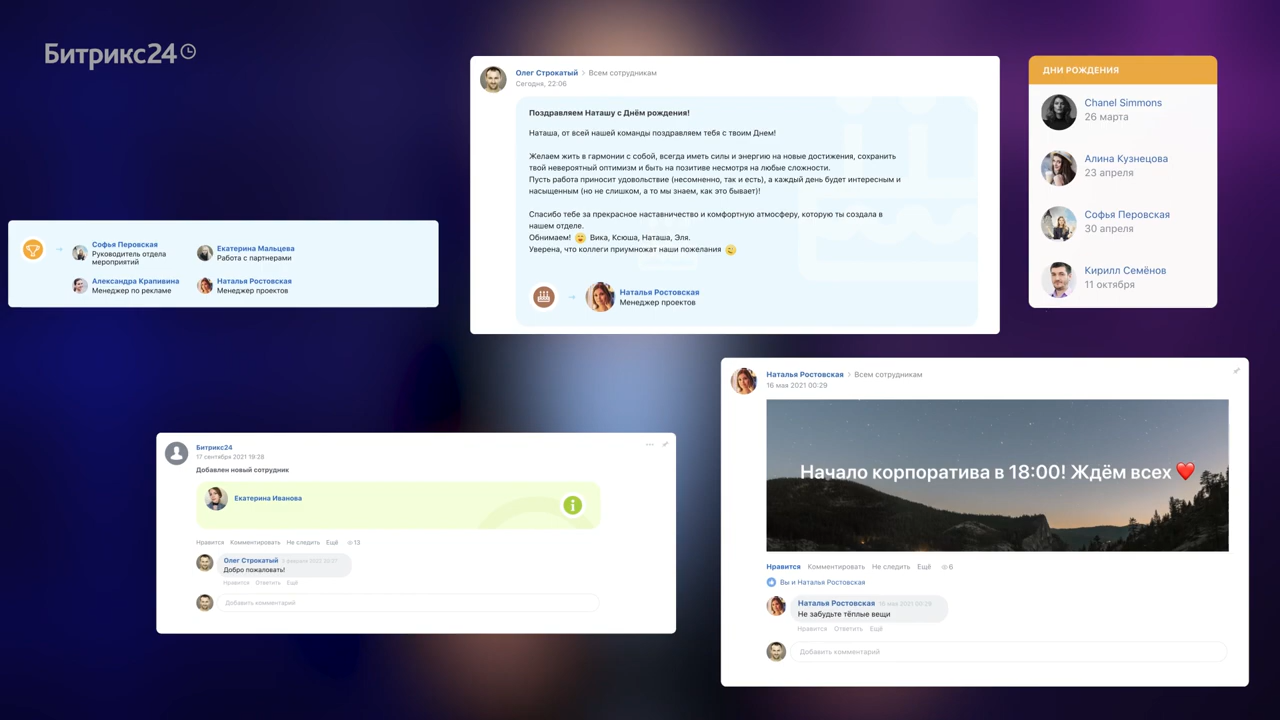 Битрикс24
Олег Строкатый > Всем сотрудникам
Сегодня, 22:06
Поздравляем Наташу с Днём рождения!
Наташа, от всей нашей команды поздравляем тебя с твоим Днем!
Желаем жить в гармонии с собой, всегда иметь силы и энергию на новые достижения, сохранить
твой невероятный оптимизм и быть на позитиве несмотря на любые сложности.
Пусть работа приносит удовольствие (несомненно, так и есть), а каждый день будет интересным и
насыщенным (но не слишком, а то мы знаем, как это бывает)!
Спасибо тебе за прекрасное наставничество и комфортную атмосферу, которую ты создала в
нашем отделе.
Обнимаем! 😄 Вика, Ксюша, Наташа, Эля.
Уверена, что коллеги приумножат наши пожелания 😉
Наталья Ростовская
Менеджер проектов
ДНИ РОЖДЕНИЯ
Chanel Simmons
26 марта
Алина Кузнецова
23 апреля
Софья Перовская
30 апреля
Кирилл Семёнов
11 октября
Софья Перовская
Руководитель отдела
мероприятий
Екатерина Мальцева
Работа с партнерами
Александра Крапивина
Менеджер по рекламе
Наталья Ростовская
Менеджер проектов
Битрикс24
17 сентября 2021 19:28
Добавлен новый сотрудник
Екатерина Иванова
Нравится Комментировать Не следить Ещё 13
Олег Строкатый
Добро пожаловать!
Нравится Ответить Ещё
Добавить комментарий
Наталья Ростовская > Всем сотрудникам
16 мая 2021 00:29
Начало корпоратива в 18:00! Ждём всех ❤️
Нравится Комментировать Не следить Ещё 6
Вы и Наталья Ростовская
Наталья Ростовская 16 мая 2021 00:29
Не забудьте тёплые вещи
Нравится Ответить Ещё
Добавить комментарий